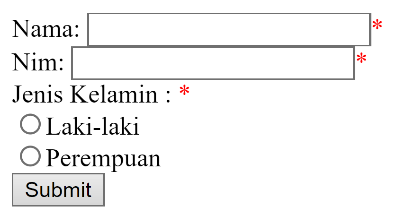 Nama: *
Nim: *
Jenis Kelamin : *
Laki-laki
Perempuan
Submit